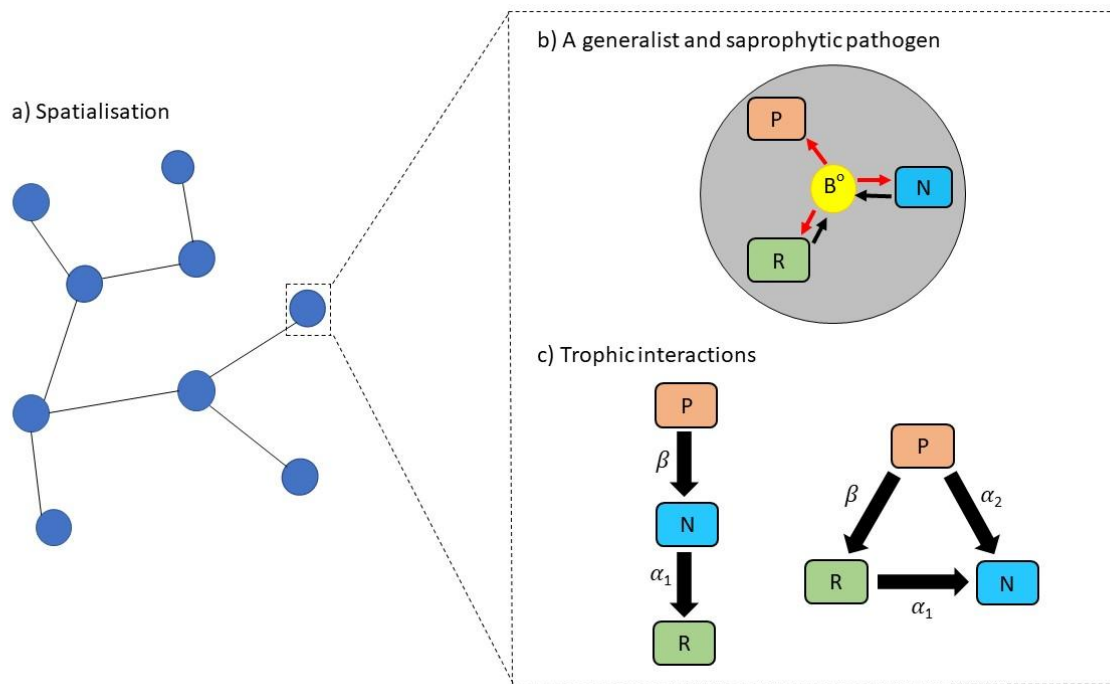 a) Spatialisation
b) A generalist and saprophytic pathogen
P
B°
N
R
c) Trophic interactions
P
β
N
α₁
R
P
β
α₂
R
N
α₁